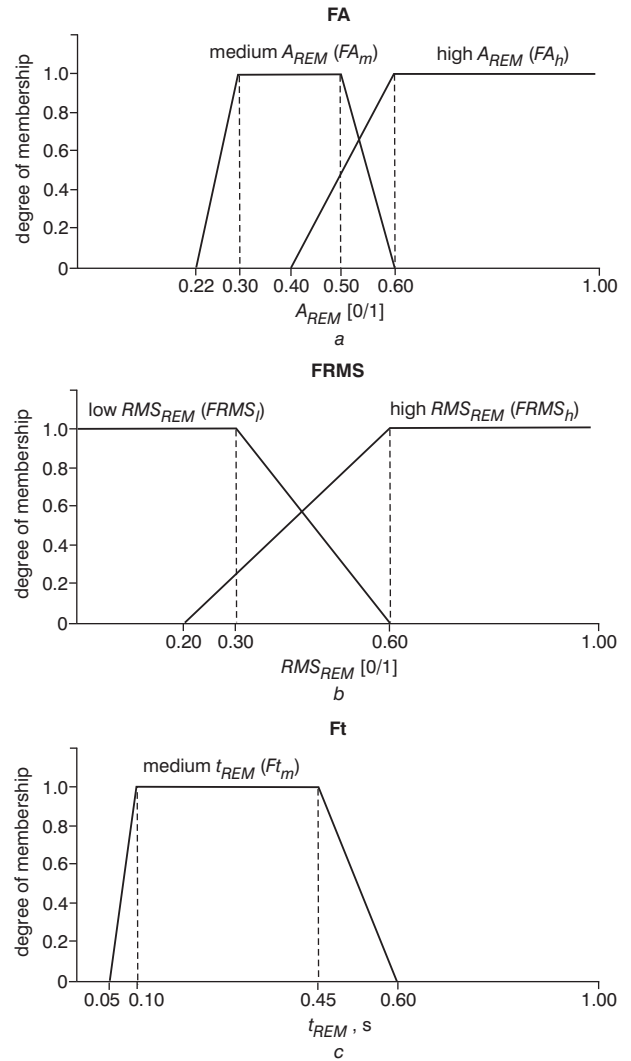 FA
medium A_REM (FA_m) high A_REM (FA_h)
1.0
0.8
0.6
0.4
0.2
0
degree of membership
0.22 0.30 0.40 0.50 0.60 1.00
A_REM [0/1]
a
FRMS
low RMS_REM (FRMS_l) high RMS_REM (FRMS_h)
1.0
0.8
0.6
0.4
0.2
0
degree of membership
0.20 0.30 0.60 1.00
RMS_REM [0/1]
b
Ft
medium t_REM (Ft_m)
1.0
0.8
0.6
0.4
0.2
0
degree of membership
0.05 0.10 0.45 0.60 1.00
t_REM , s
c